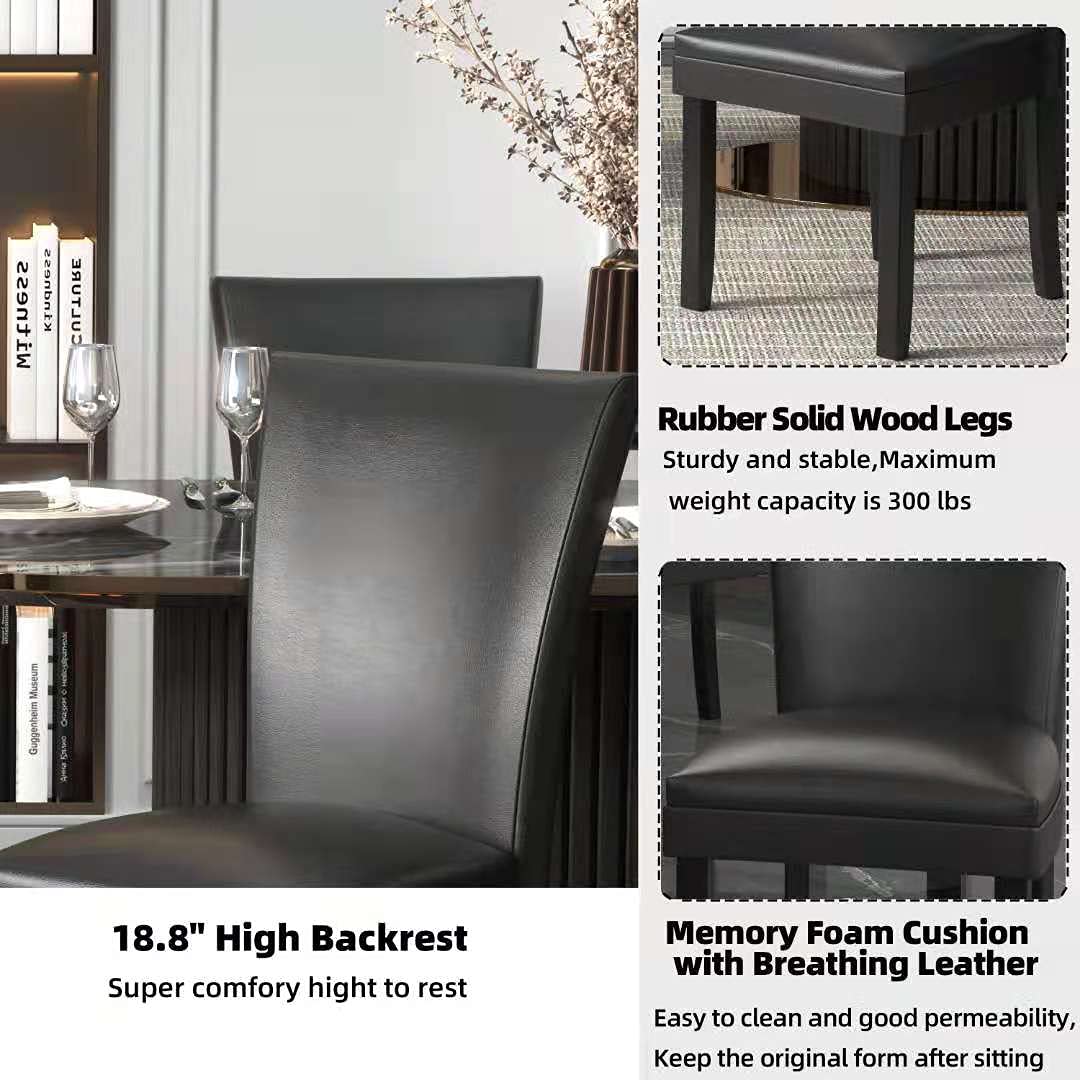 Witness
Kindness
CULTURE
Guggenheim Museum
18.8" High Backrest
Super comfory hight to rest
Rubber Solid Wood Legs
Sturdy and stable,Maximum
weight capacity is 300 lbs
Memory Foam Cushion
with Breathing Leather
Easy to clean and good permeability,
Keep the original form after sitting